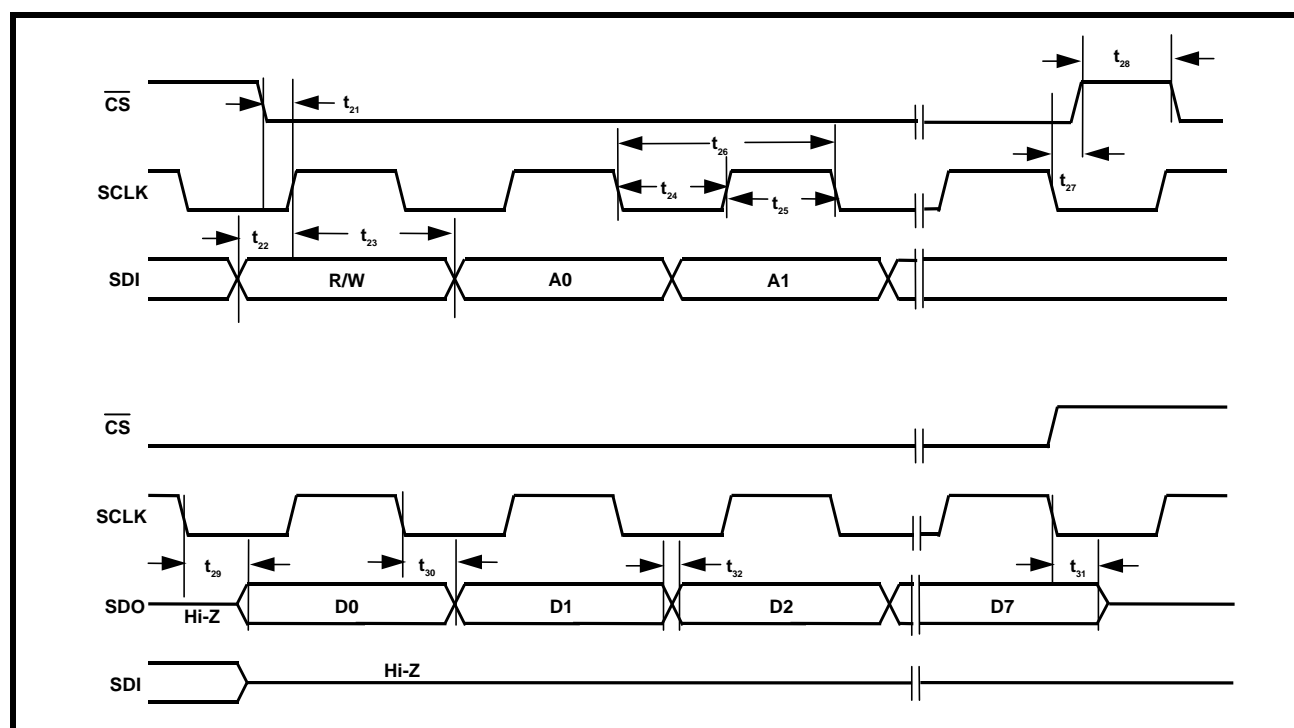 t28
CS
t21
t26
SCLK
t24
t25
t27
t22
t23
SDI
R/W
A0
A1
CS
SCLK
t29
t30
t32
t31
SDO
Hi-Z
D0
D1
D2
D7
SDI
Hi-Z